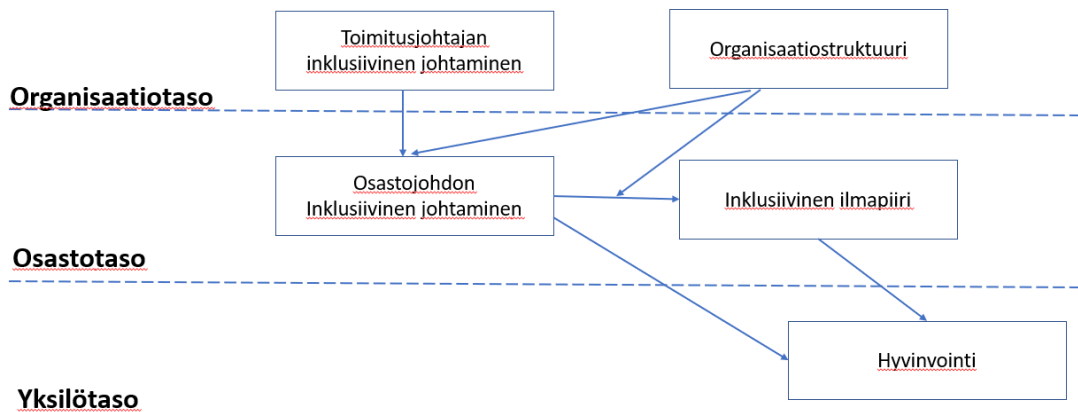 Toimitusjohtajan
inklusiivinen johtaminen
Organisaatiostruktuuri
Organisaatiotaso
Osastojohdon
Inklusiivinen johtaminen
Inklusiivinen ilmapiiri
Osastotaso
Hyvinvointi
Yksilötaso